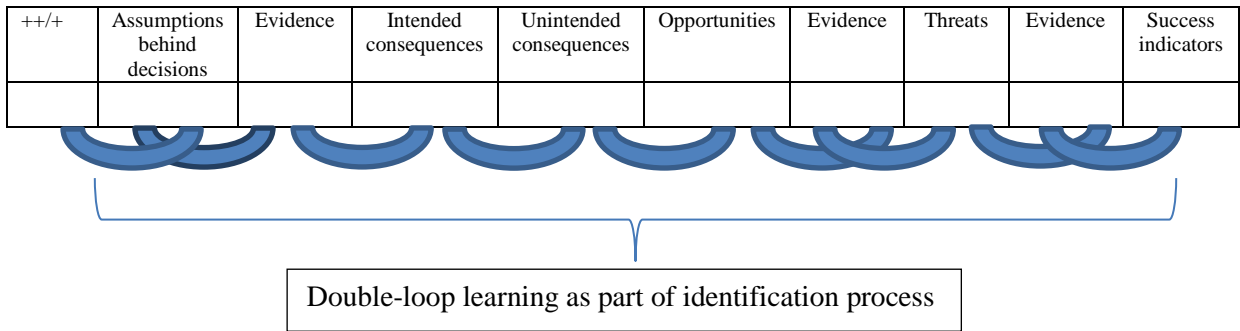 ++/+
Assumptions
behind
decisions
Evidence
Intended
consequences
Unintended
consequences
Opportunities
Evidence
Threats
Evidence
Success
indicators
Double-loop learning as part of identification process